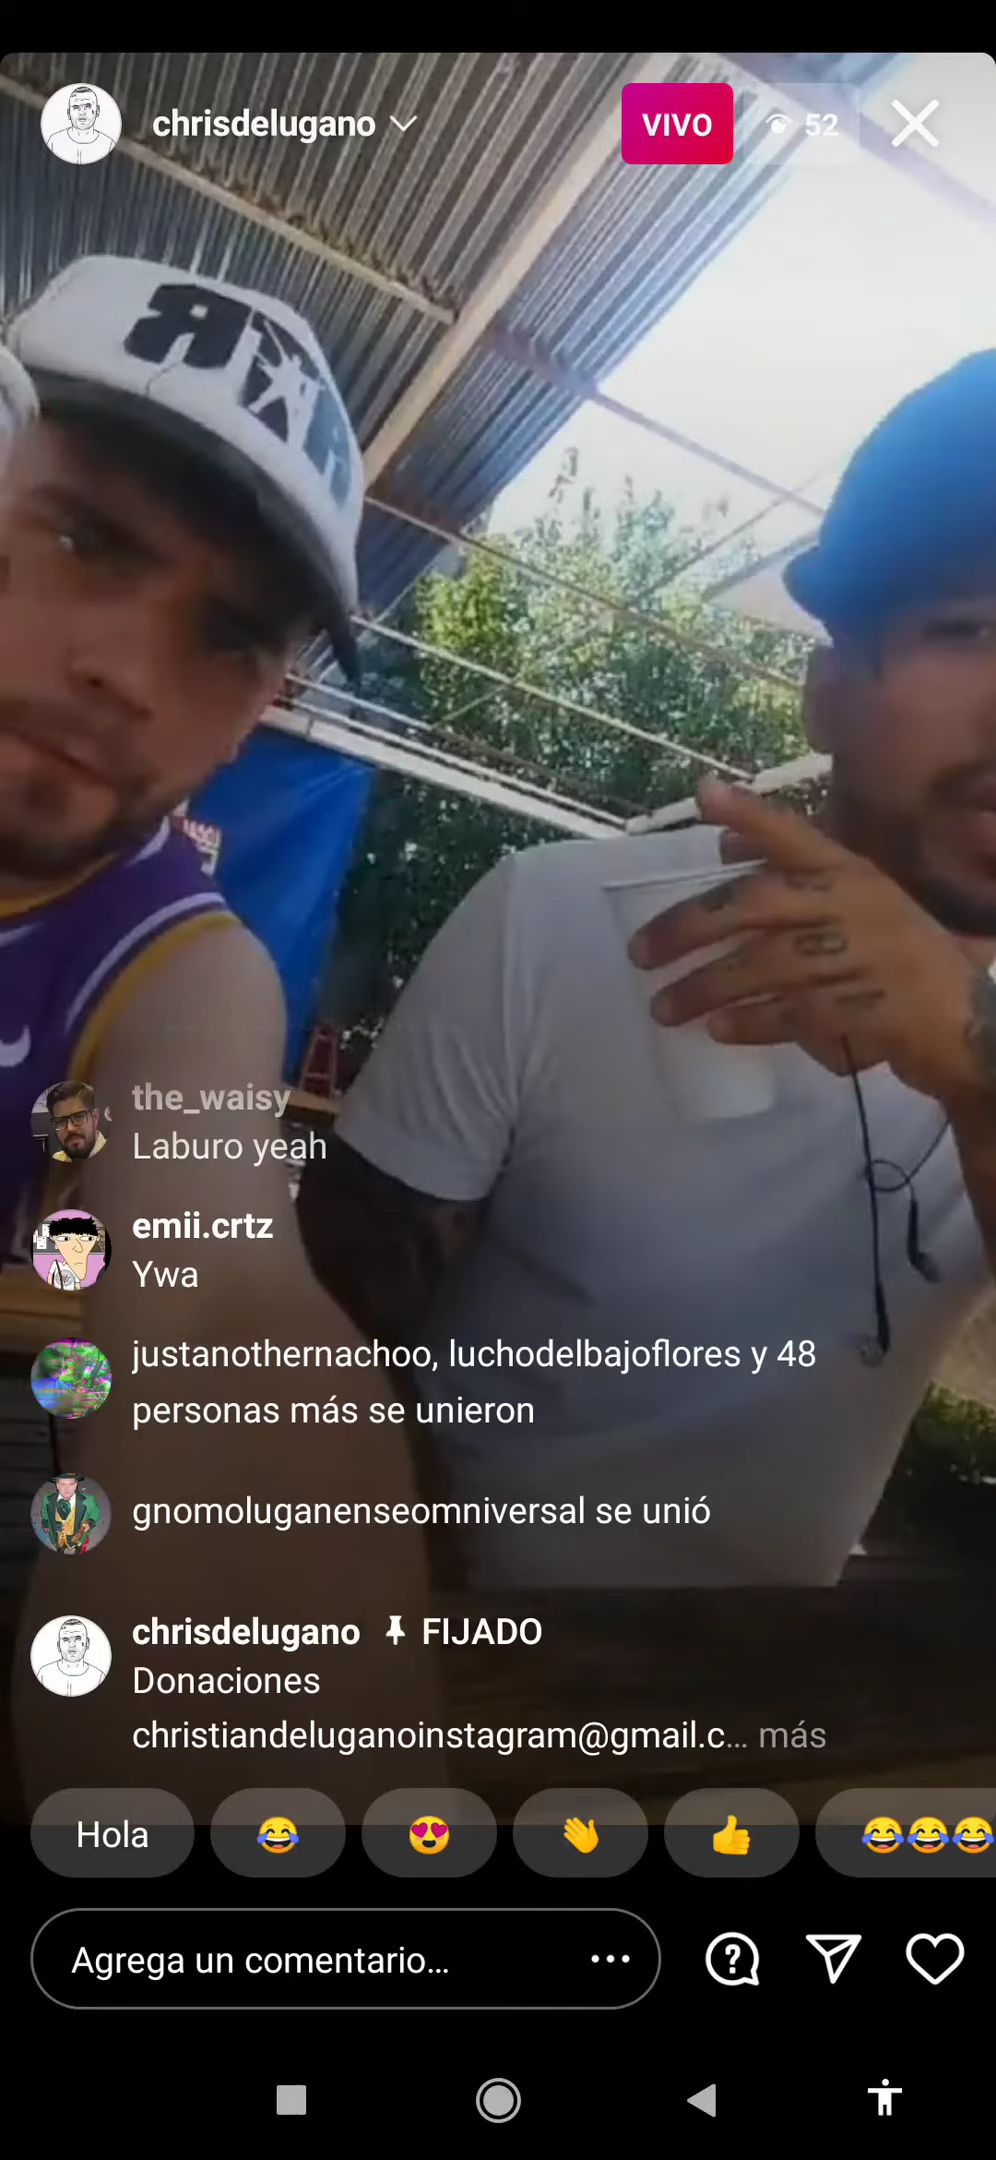 chrisdelugano
VIVO
52
the_waisy
Laburo yeah
emii.crtz
Ywa
justanothernachoo, luchodelbajoflores y 48
personas más se unieron
gnomoluganenseomniversal se unió
chrisdelugano FIJADO
Donaciones
christiandeluganoinstagram@gmail.c... más
Hola 😂 😍 👋 👍 😂😂😂
Agrega un comentario...